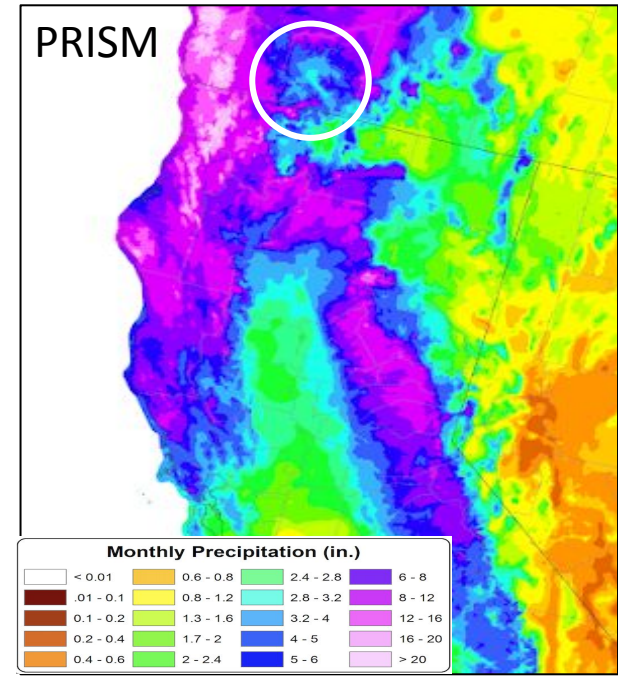 PRISM
Monthly Precipitation (in.)
< 0.01 0.6 - 0.8 2.4 - 2.8 6 - 8
.01 - 0.1 0.8 - 1.2 2.8 - 3.2 8 - 12
0.1 - 0.2 1.3 - 1.6 3.2 - 4 12 - 16
0.2 - 0.4 1.7 - 2 4 - 5 16 - 20
0.4 - 0.6 2 - 2.4 5 - 6 > 20